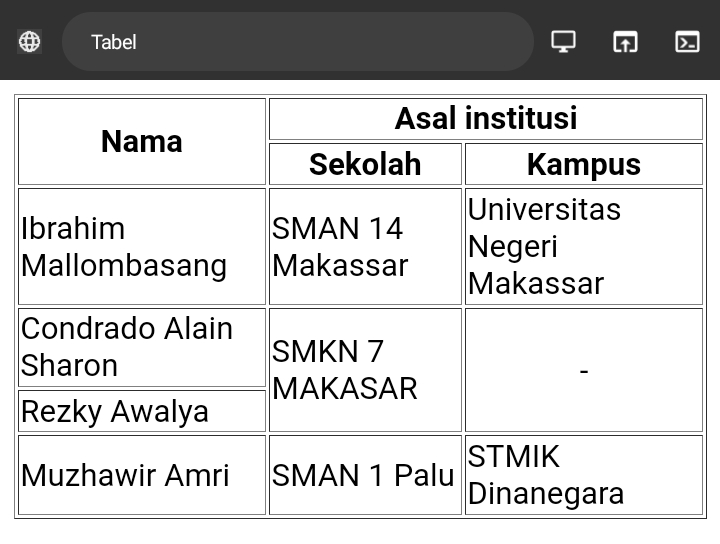 Tabel
Nama
Asal institusi
Sekolah
Kampus
Ibrahim
Mallombasang
SMAN 14
Makassar
Universitas
Negeri
Makassar
Condrado Alain
Sharon
SMKN 7
MAKASAR
-
Rezky Awalya
Muzhawir Amri
SMAN 1 Palu
STMIK
Dinanegara